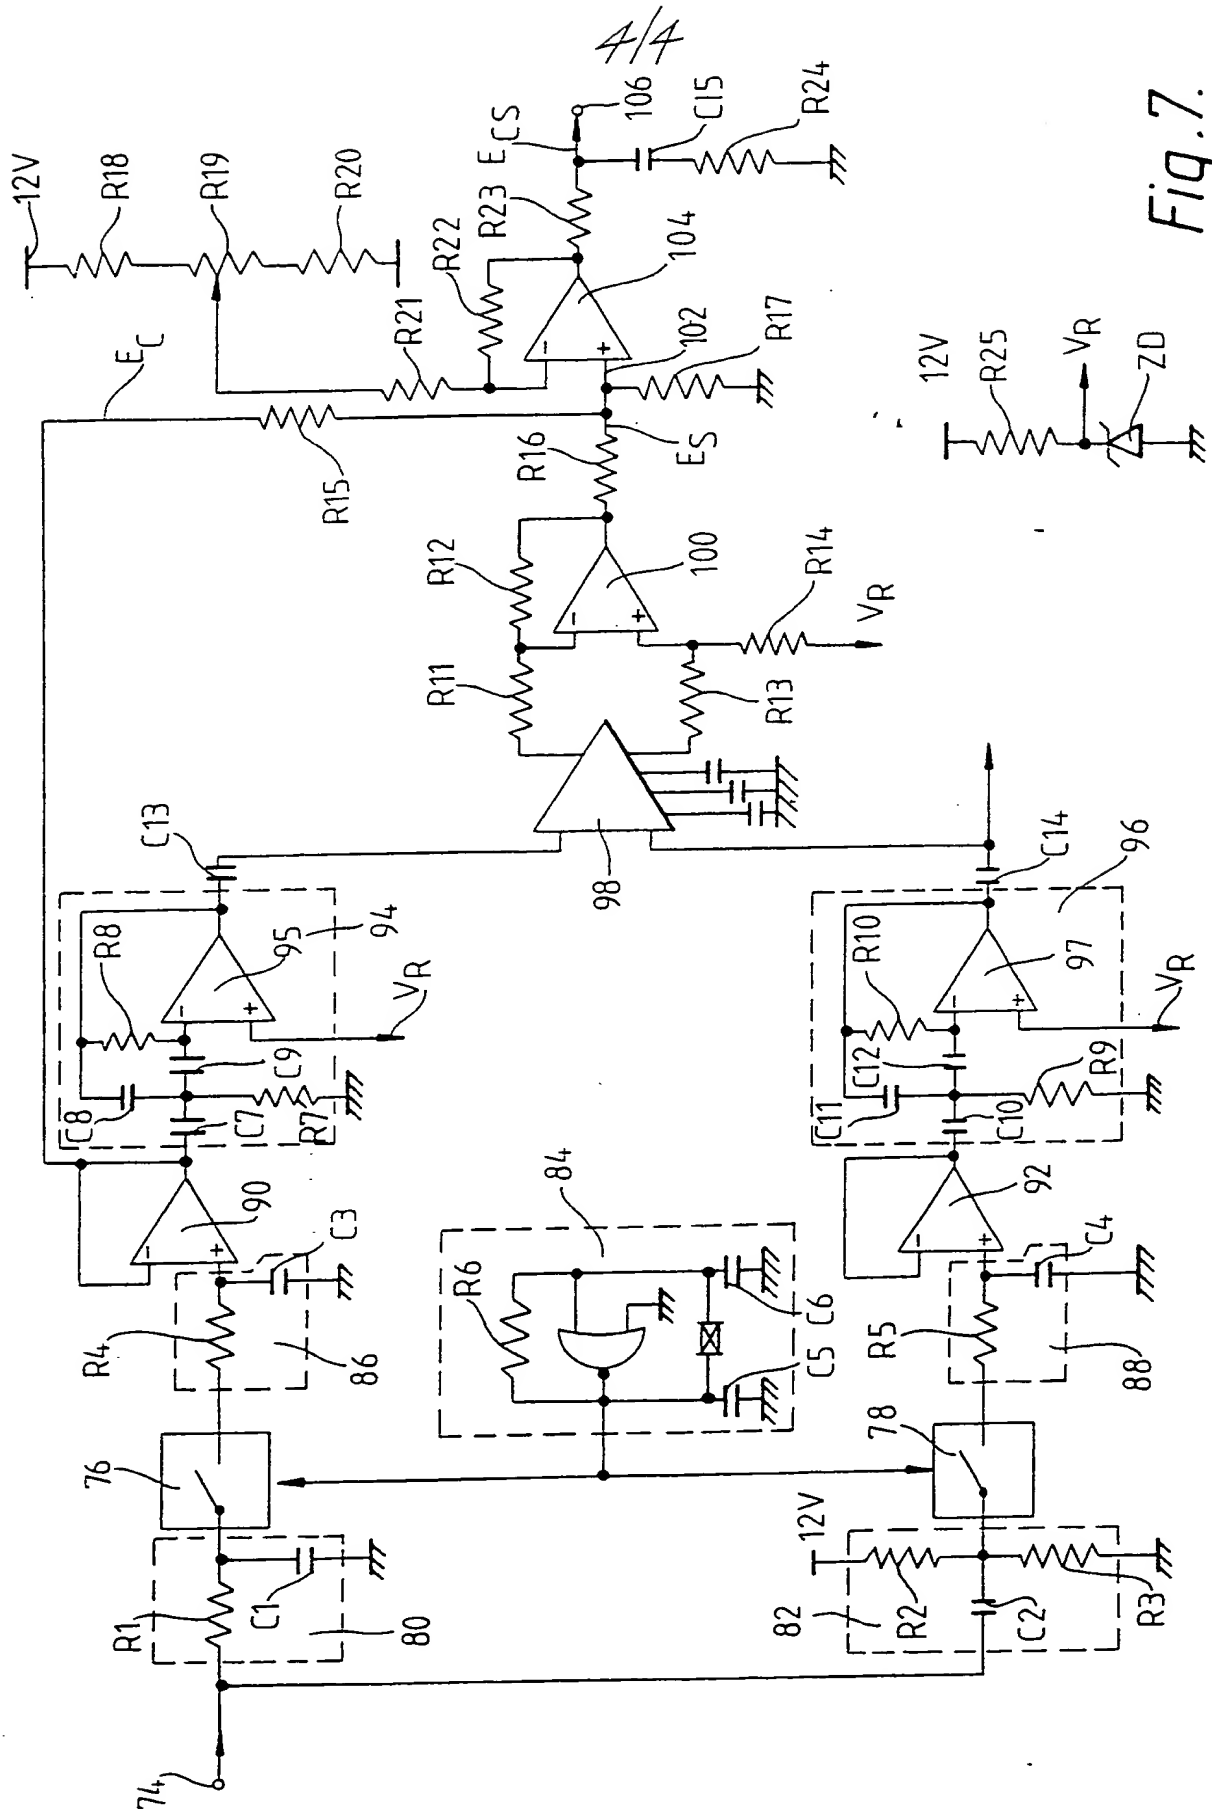 4/4
12V
R18
R19
R20
E_C
R21
R22
R23
E_CS
106
C15
R24
104
102
R17
R15
R16
E_S
12V
R25
V_R
ZD
R12
100
R14
V_R
R11
R13
98
C13
R8
95
94
V_R
C8
C9
C7
R7
90
C3
R4
86
76
R1
C1
80
74
84
R6
C6
C5
C14
96
R10
97
V_R
C12
C11
R9
C10
92
C4
R5
88
78
12V
82
R2
C2
R3
-
+
-
+
-
+
-
+
-
+
-
+
Fig.7.